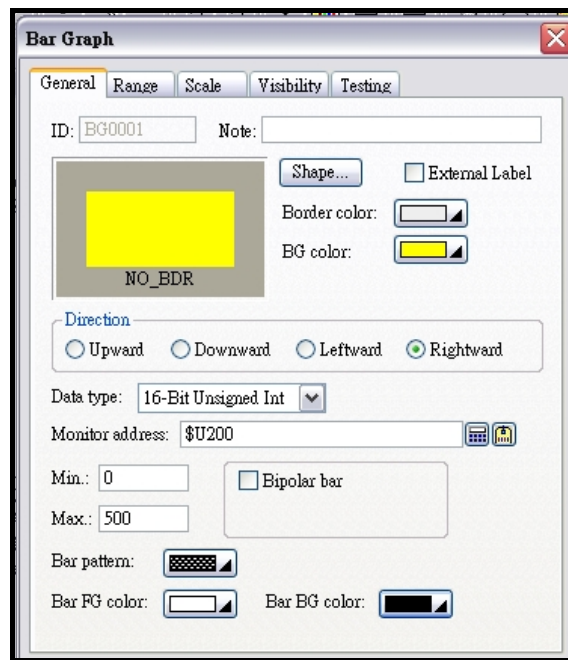 Bar Graph
General Range Scale Visibility Testing
ID: BG0001 Note:
Shape... External Label
Border color:
BG color:
NO_BDR
Direction
Upward Downward Leftward Rightward
Data type: 16-Bit Unsigned Int
Monitor address: $U200
Min.: 0 Bipolar bar
Max.: 500
Bar pattern:
Bar FG color: Bar BG color: